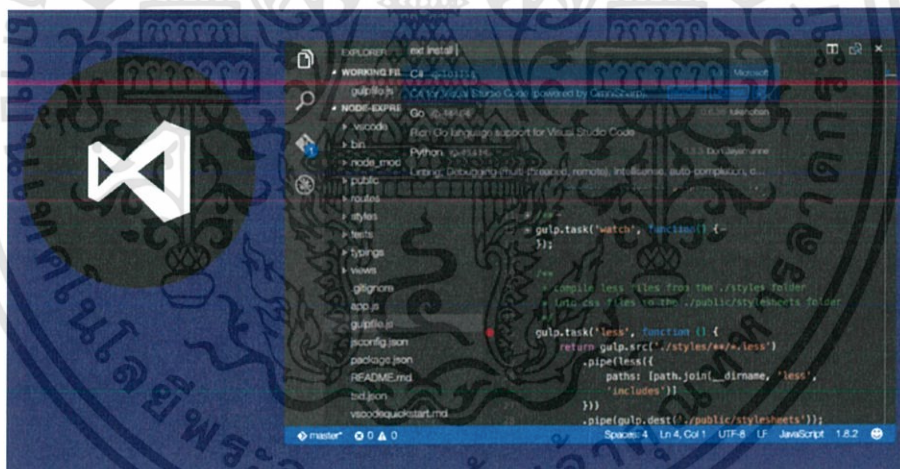 EXPLORER
WORKING FIL
gulpfile.js
NODE-EXPRE
.vscode
bin
node_mod
public
routes
styles
tests
typings
views
.gitignore
app.js
gulpfile.js
jsconfig.json
package.json
README.md
tsd.json
vscodequickstart.md
ext install
C#
Microsoft
C# for Visual Studio Code (powered by OmniSharp).
Go
Rich Go language support for Visual Studio Code
Python
Linting, Debugging (multi-threaded, remote), Intellisense, auto-completion, c...
gulp.task('watch', function() {
});
/**
* compile less files from the ./styles folder
* into css files to the ./public/stylesheets folder
*/
gulp.task('less', function () {
return gulp.src('./styles/**/*.less')
.pipe(less({
paths: [path.join(__dirname, 'less',
'includes')]
}))
.pipe(gulp.dest('./public/stylesheets'));
master* 0 0 Spaces: 4 Ln 4, Col 1 UTF-8 LF JavaScript 1.8.2